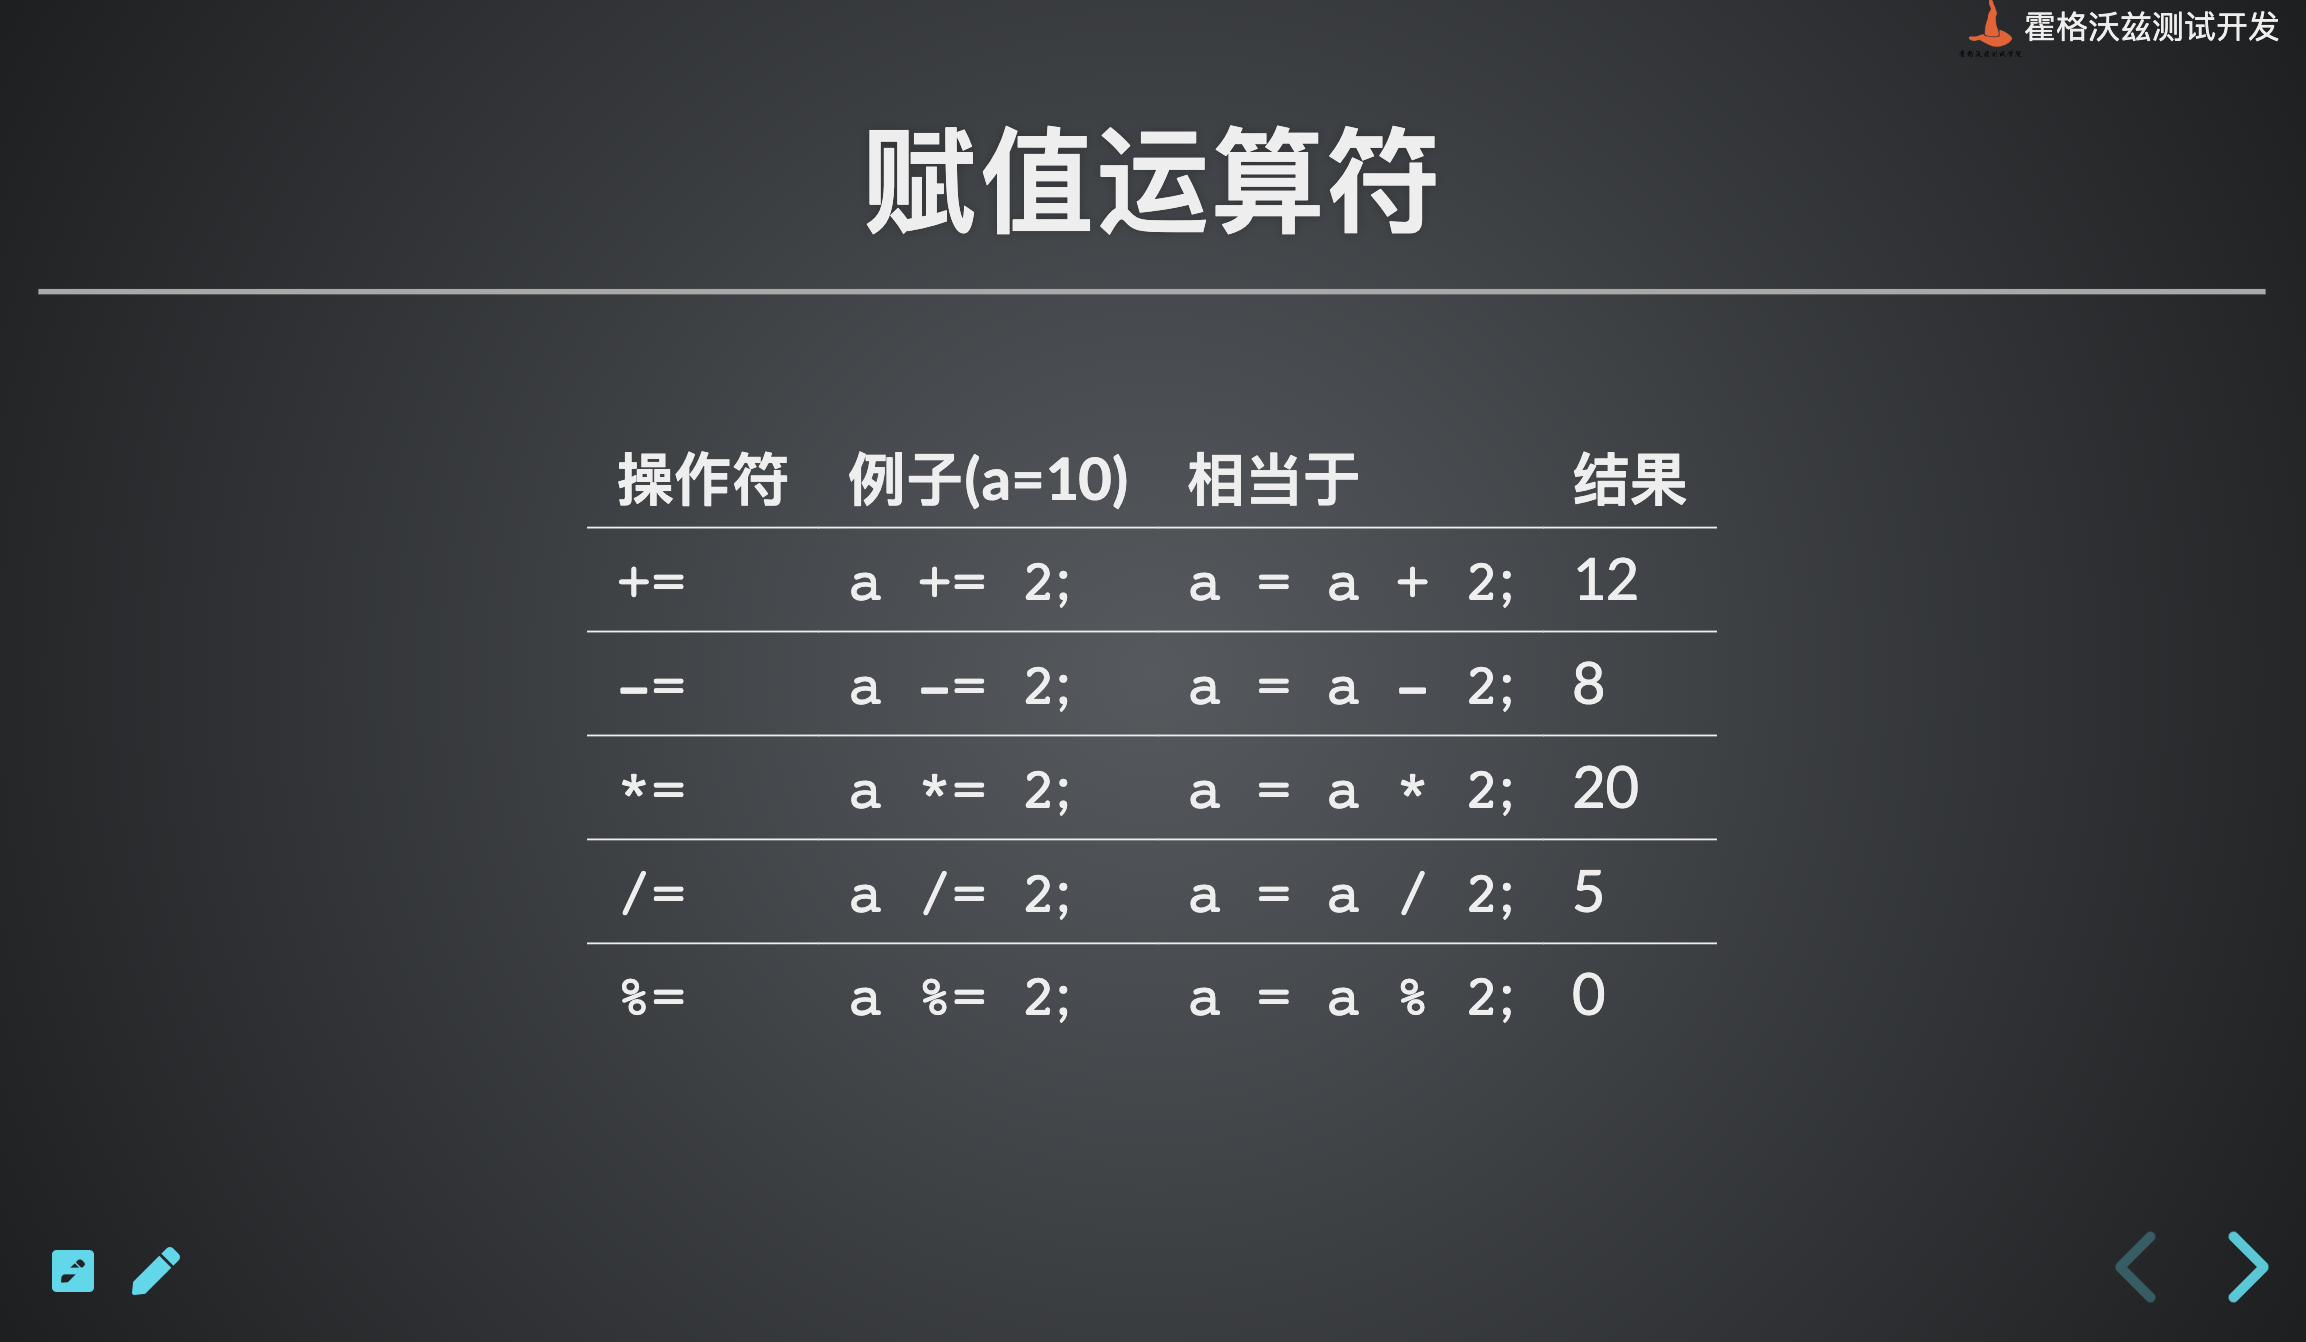 霍格沃兹测试开发
赋值运算符
操作符 例子(a=10) 相当于 结果
+= a += 2; a = a + 2; 12
-= a -= 2; a = a - 2; 8
*= a *= 2; a = a * 2; 20
/= a /= 2; a = a / 2; 5
%= a %= 2; a = a % 2; 0